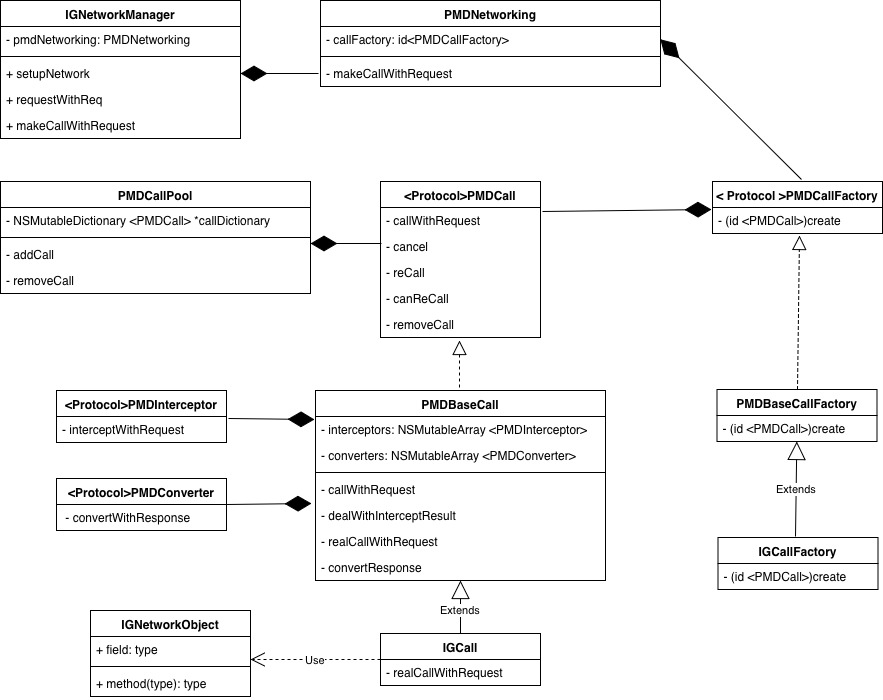 IGNetworkManager
- pmdNetworking: PMDNetworking
+ setupNetwork
+ requestWithReq
+ makeCallWithRequest
PMDNetworking
- callFactory: id<PMDCallFactory>
- makeCallWithRequest
PMDCallPool
- NSMutableDictionary <PMDCall> *callDictionary
- addCall
- removeCall
<Protocol>PMDCall
- callWithRequest
- cancel
- reCall
- canReCall
- removeCall
< Protocol >PMDCallFactory
- (id <PMDCall>)create
<Protocol>PMDInterceptor
- interceptWithRequest
<Protocol>PMDConverter
- convertWithResponse
PMDBaseCall
- interceptors: NSMutableArray <PMDInterceptor>
- converters: NSMutableArray <PMDConverter>
- callWithRequest
- dealWithInterceptResult
- realCallWithRequest
- convertResponse
PMDBaseCallFactory
- (id <PMDCall>)create
Extends
IGCallFactory
- (id <PMDCall>)create
Extends
IGNetworkObject
+ field: type
+ method(type): type
Use
IGCall
- realCallWithRequest